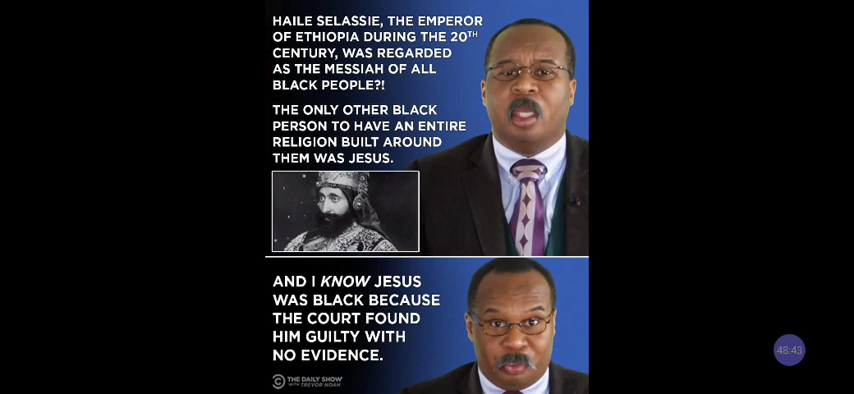 HAILE SELASSIE, THE EMPEROR
OF ETHIOPIA DURING THE 20TH
CENTURY, WAS REGARDED
AS THE MESSIAH OF ALL
BLACK PEOPLE?!
THE ONLY OTHER BLACK
PERSON TO HAVE AN ENTIRE
RELIGION BUILT AROUND
THEM WAS JESUS.
AND I KNOW JESUS
WAS BLACK BECAUSE
THE COURT FOUND
HIM GUILTY WITH
NO EVIDENCE.
THE DAILY SHOW
WITH TREVOR NOAH
48:43